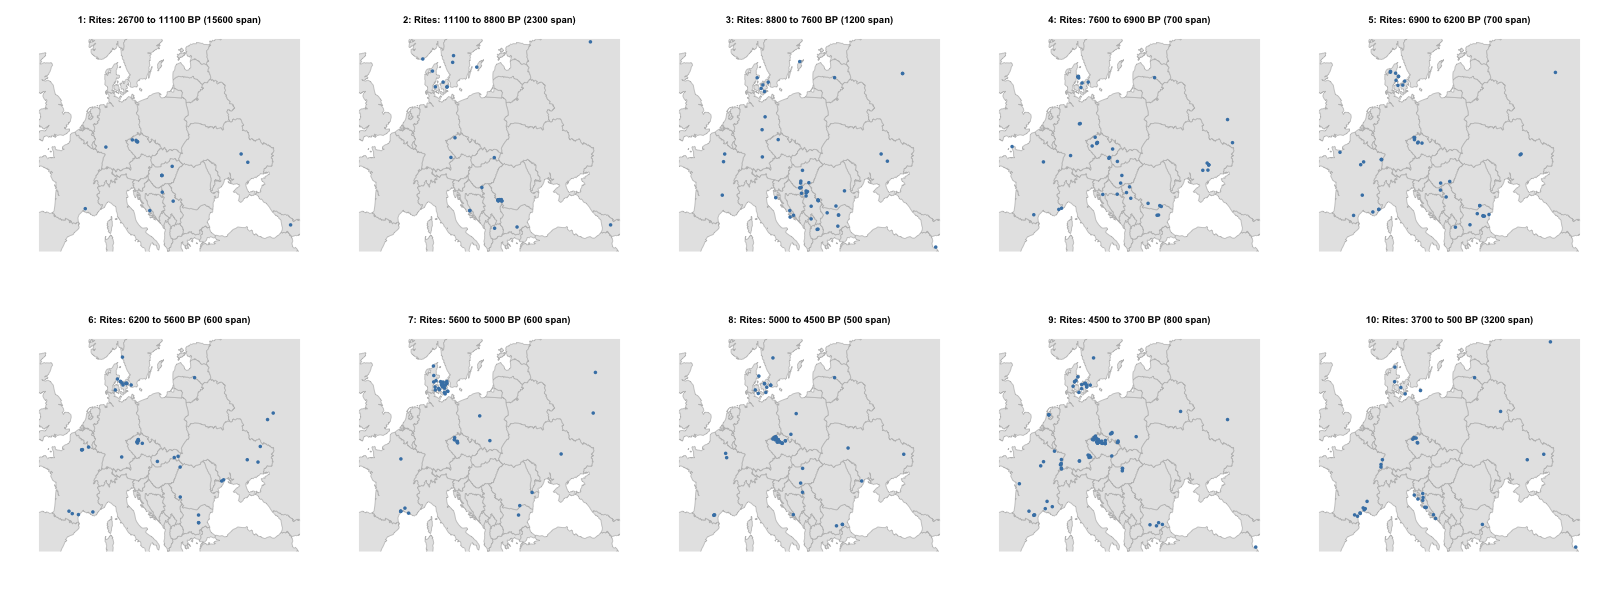 1: Rites: 26700 to 11100 BP (15600 span)
2: Rites: 11100 to 8800 BP (2300 span)
3: Rites: 8800 to 7600 BP (1200 span)
4: Rites: 7600 to 6900 BP (700 span)
5: Rites: 6900 to 6200 BP (700 span)
6: Rites: 6200 to 5600 BP (600 span)
7: Rites: 5600 to 5000 BP (600 span)
8: Rites: 5000 to 4500 BP (500 span)
9: Rites: 4500 to 3700 BP (800 span)
10: Rites: 3700 to 500 BP (3200 span)